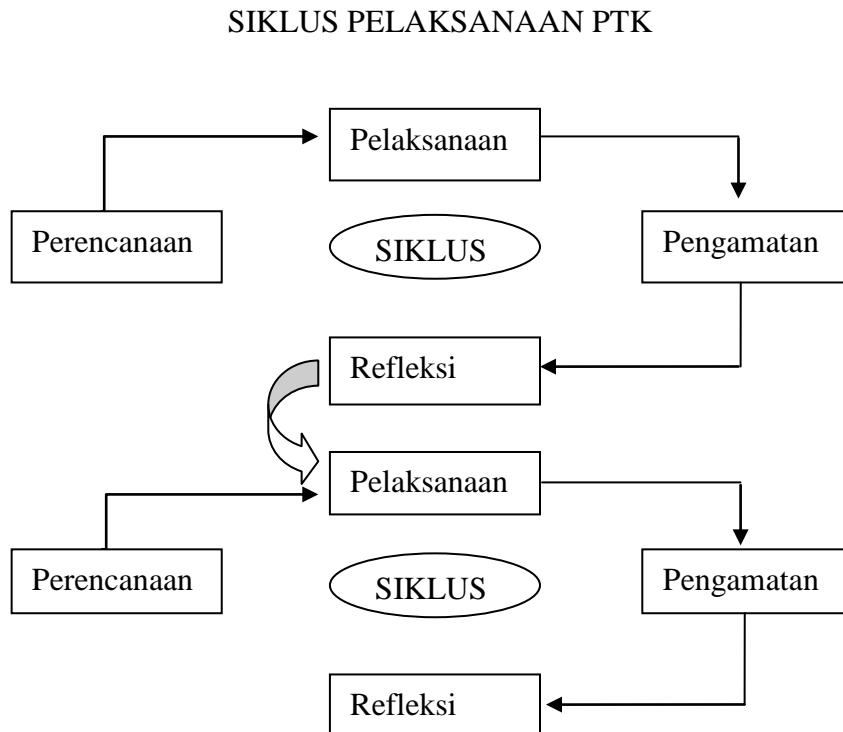 SIKLUS PELAKSANAAN PTK
Pelaksanaan
Perencanaan
SIKLUS
Pengamatan
Refleksi
Pelaksanaan
Perencanaan
SIKLUS
Pengamatan
Refleksi